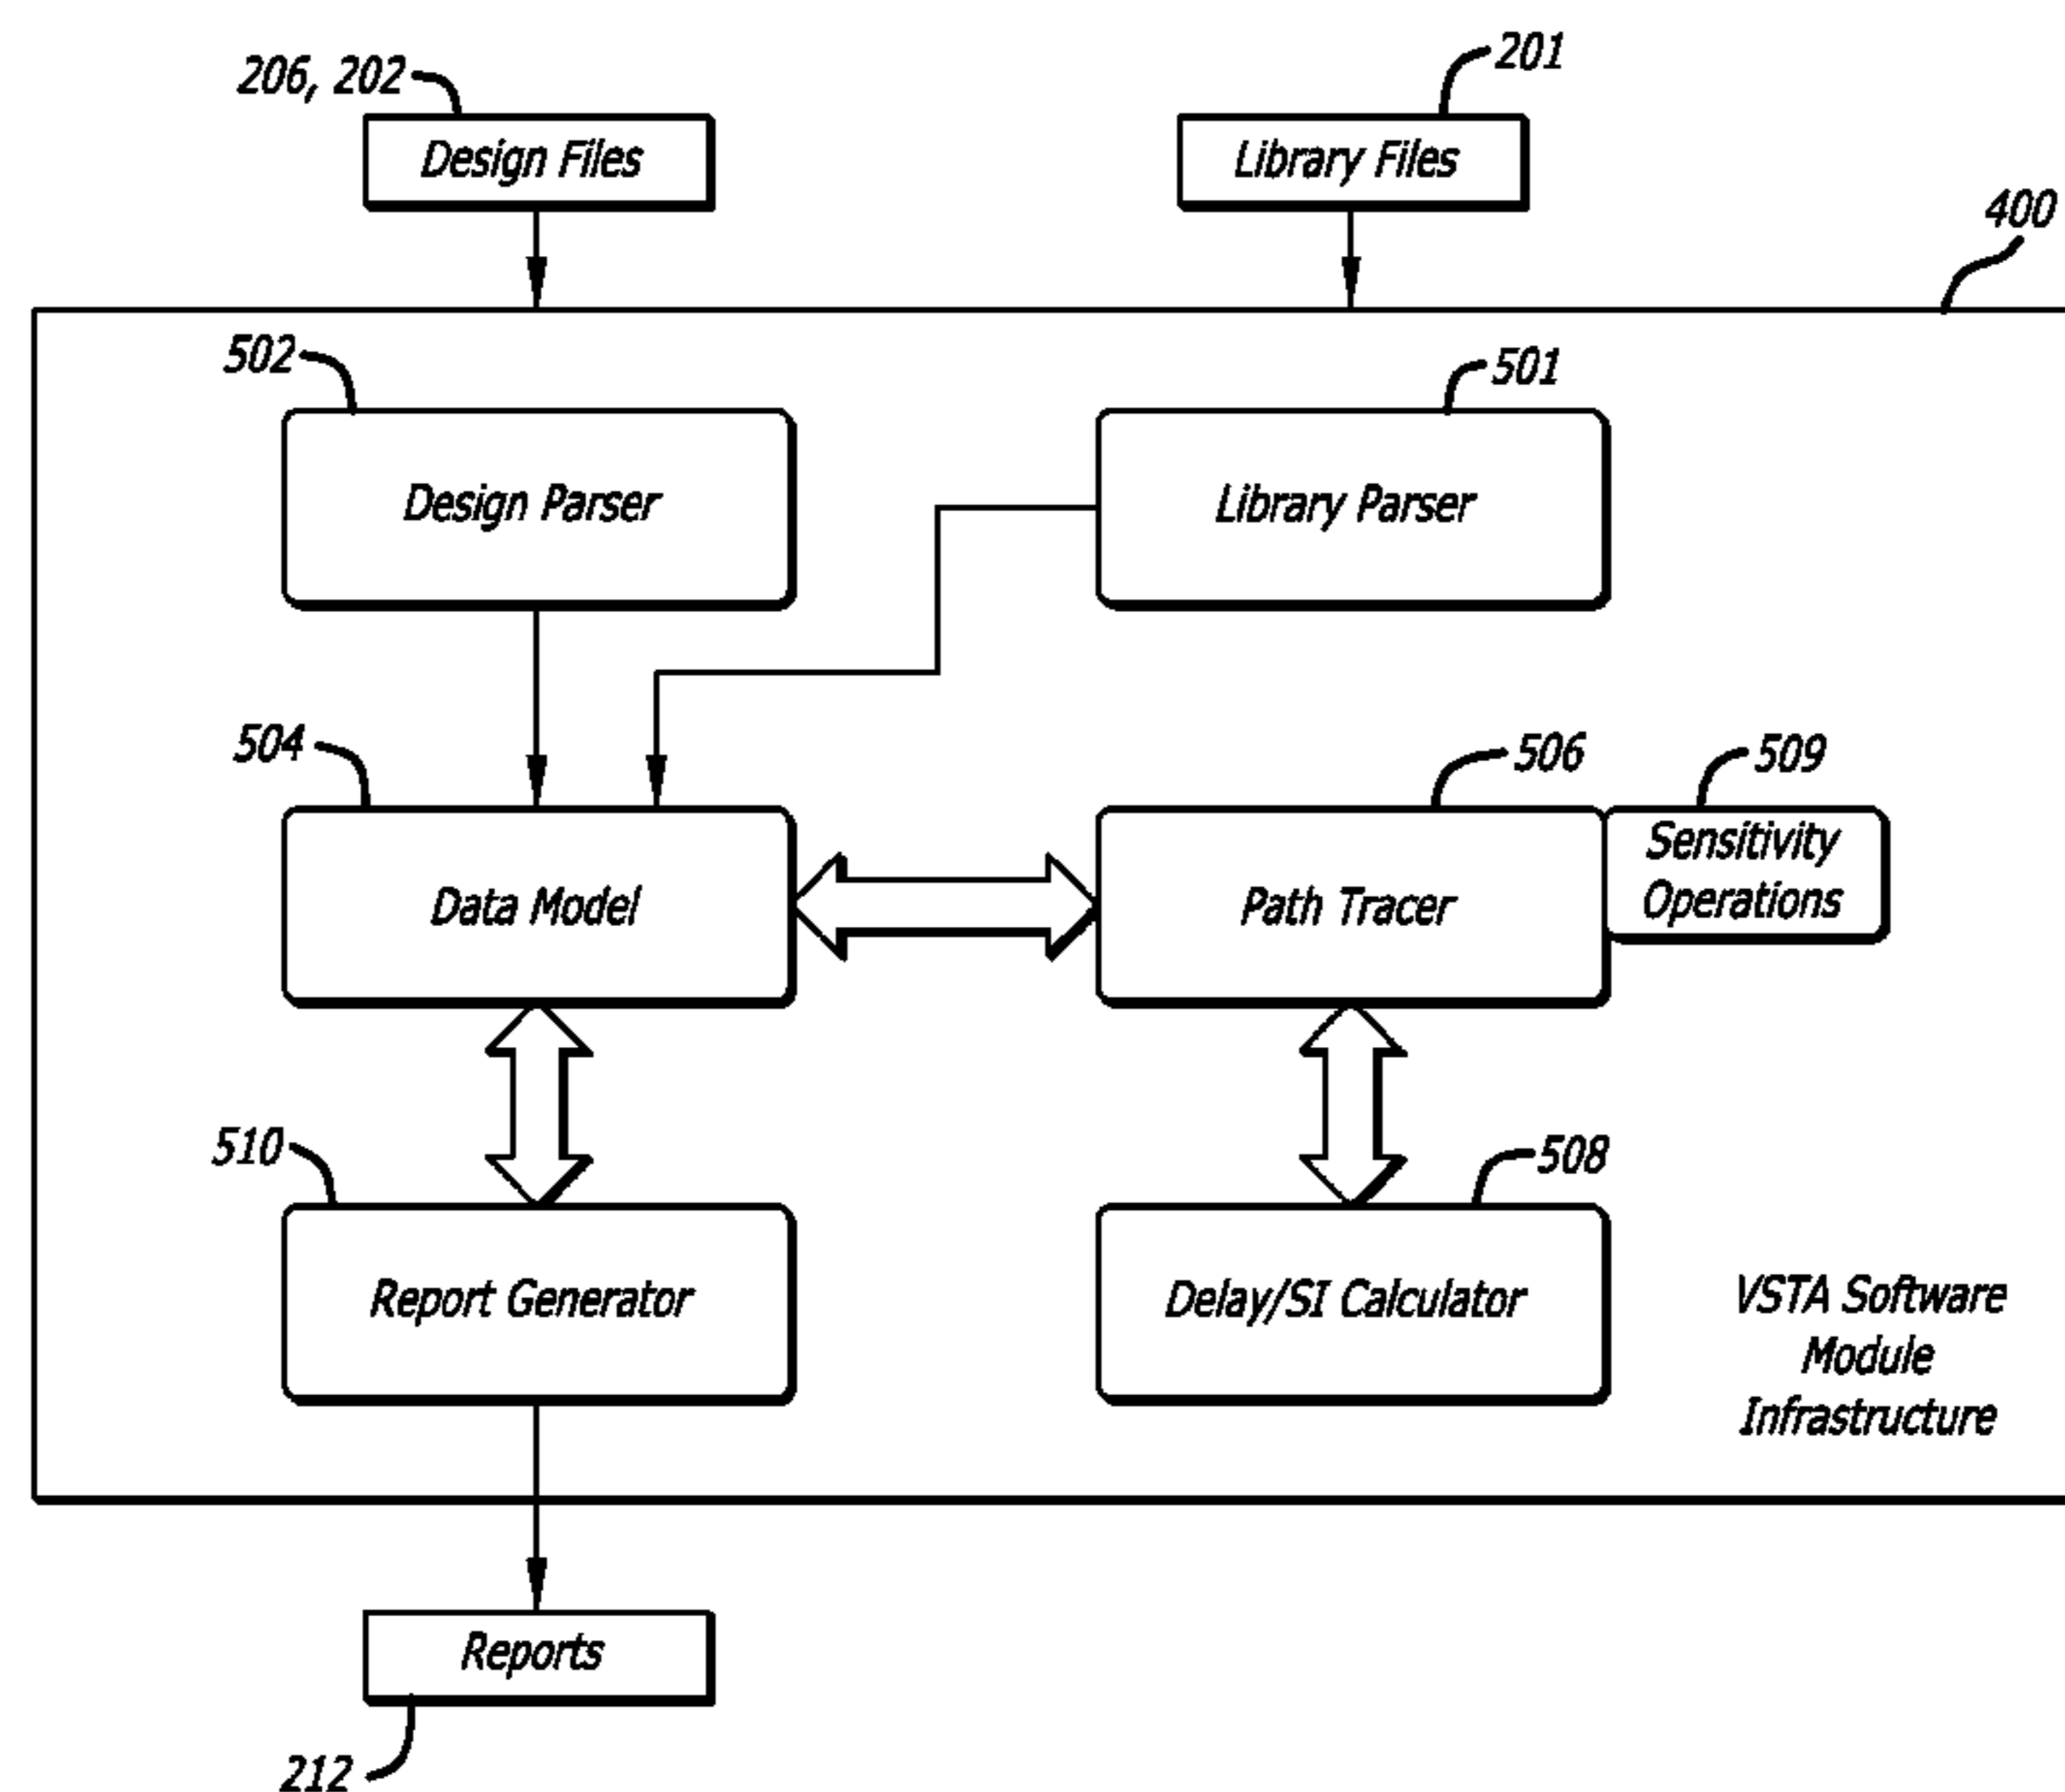 206, 202
201
Design Files
Library Files
400
502
501
Design Parser
Library Parser
504
506
509
Data Model
Path Tracer
Sensitivity
Operations
510
508
Report Generator
Delay/SI Calculator
VSTA Software
Module
Infrastructure
Reports
212